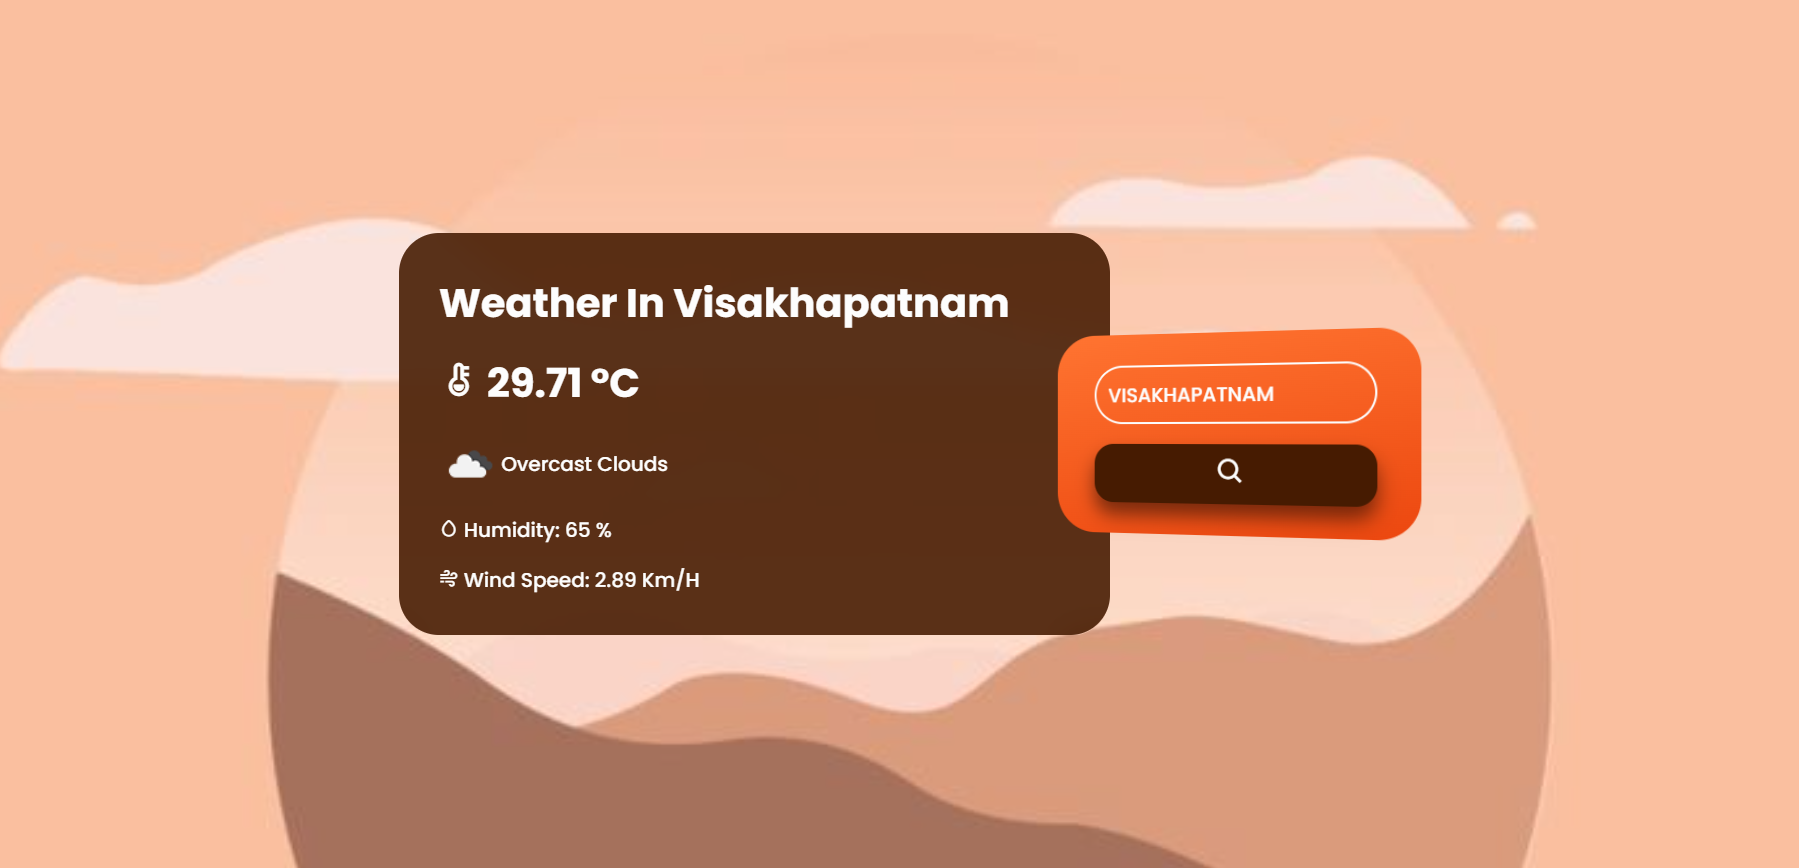 Weather In Visakhapatnam
29.71 °C
Overcast Clouds
Humidity: 65 %
Wind Speed: 2.89 Km/H
VISAKHAPATNAM